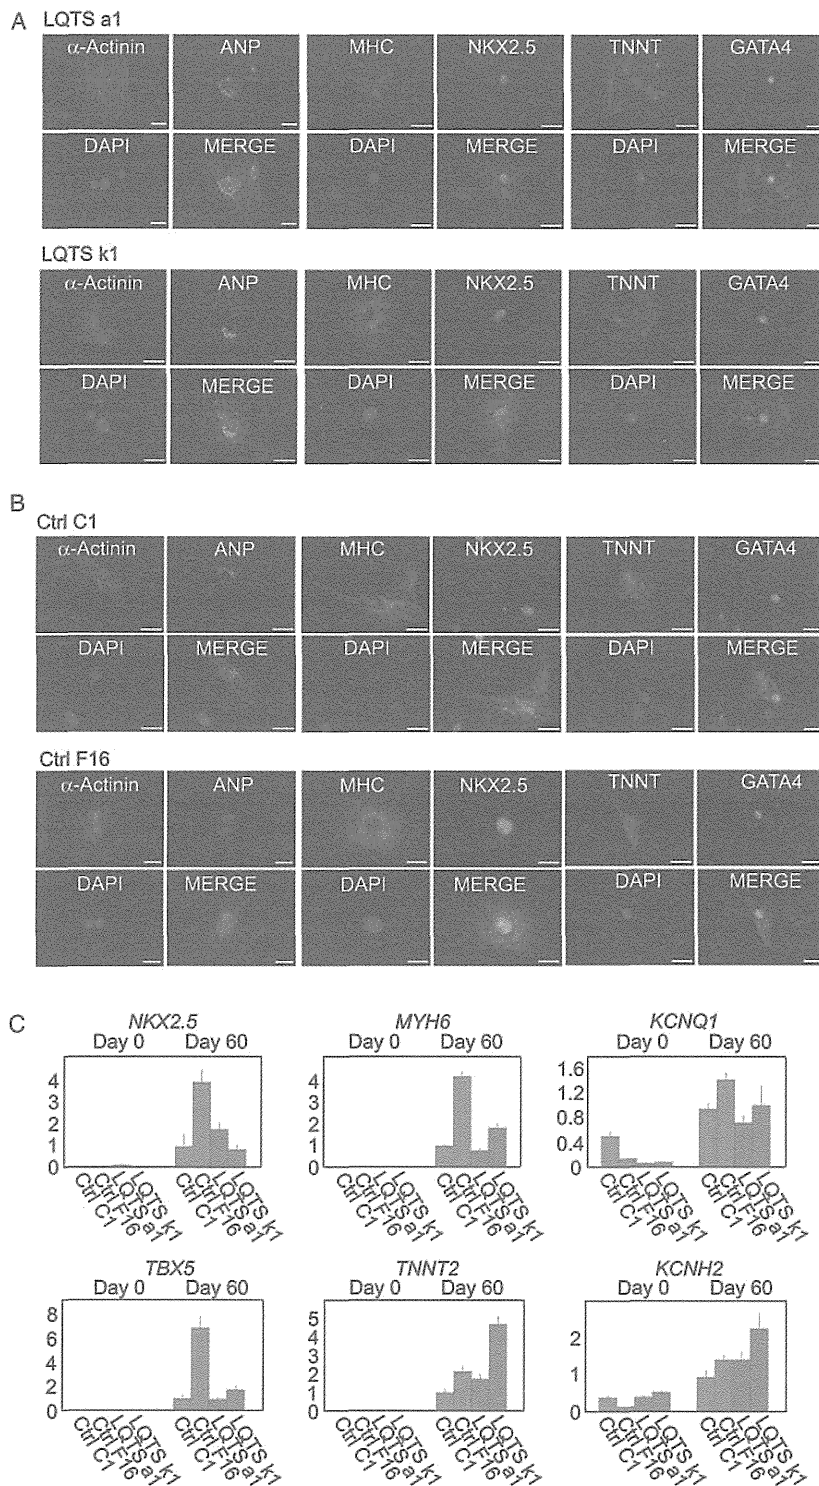 A
LQTS a1
α-Actinin ANP MHC NKX2.5 TNNT GATA4
DAPI MERGE DAPI MERGE DAPI MERGE
LQTS k1
α-Actinin ANP MHC NKX2.5 TNNT GATA4
DAPI MERGE DAPI MERGE DAPI MERGE
B
Ctrl C1
α-Actinin ANP MHC NKX2.5 TNNT GATA4
DAPI MERGE DAPI MERGE DAPI MERGE
Ctrl F16
α-Actinin ANP MHC NKX2.5 TNNT GATA4
DAPI MERGE DAPI MERGE DAPI MERGE
C
NKX2.5
Day 0 Day 60
4
3
2
1
0
Ctrl C1 Ctrl F16 LQTS a1 LQTS k1 Ctrl C1 Ctrl F16 LQTS a1 LQTS k1
MYH6
Day 0 Day 60
4
3
2
1
0
Ctrl C1 Ctrl F16 LQTS a1 LQTS k1 Ctrl C1 Ctrl F16 LQTS a1 LQTS k1
KCNQ1
Day 0 Day 60
1.6
1.2
0.8
0.4
0
Ctrl C1 Ctrl F16 LQTS a1 LQTS k1 Ctrl C1 Ctrl F16 LQTS a1 LQTS k1
TBX5
Day 0 Day 60
8
6
4
2
0
Ctrl C1 Ctrl F16 LQTS a1 LQTS k1 Ctrl C1 Ctrl F16 LQTS a1 LQTS k1
TNNT2
Day 0 Day 60
5
4
3
2
1
0
Ctrl C1 Ctrl F16 LQTS a1 LQTS k1 Ctrl C1 Ctrl F16 LQTS a1 LQTS k1
KCNH2
Day 0 Day 60
2
1
0
Ctrl C1 Ctrl F16 LQTS a1 LQTS k1 Ctrl C1 Ctrl F16 LQTS a1 LQTS k1